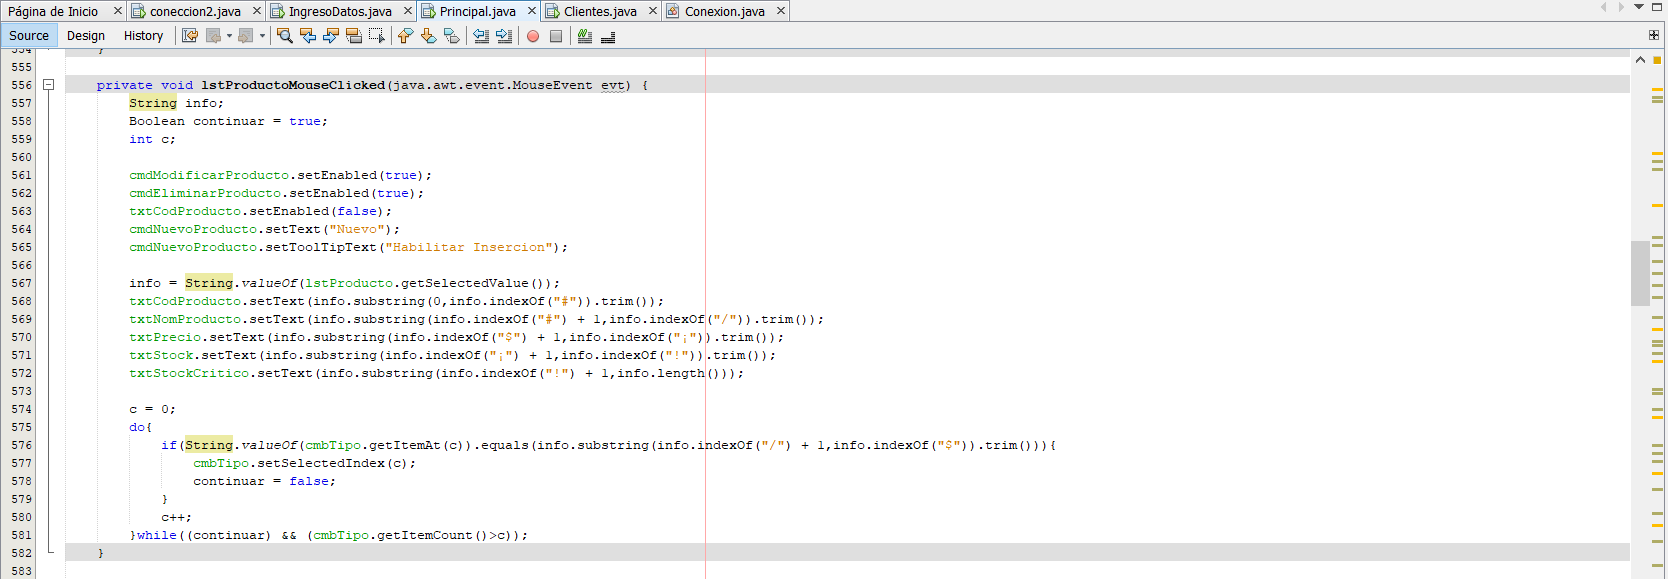 Página de Inicio × coneccion2.java × IngresoDatos.java × Principal.java × Clientes.java × Conexion.java ×
Source Design History
554 }
555
556 private void lstProductoMouseClicked(java.awt.event.MouseEvent evt) {
557 String info;
558 Boolean continuar = true;
559 int c;
560
561 cmdModificarProducto.setEnabled(true);
562 cmdEliminarProducto.setEnabled(true);
563 txtCodProducto.setEnabled(false);
564 cmdNuevoProducto.setText("Nuevo");
565 cmdNuevoProducto.setToolTipText("Habilitar Insercion");
566
567 info = String.valueOf(lstProducto.getSelectedValue());
568 txtCodProducto.setText(info.substring(0,info.indexOf("#")).trim());
569 txtNomProducto.setText(info.substring(info.indexOf("#") + 1,info.indexOf("/")).trim());
570 txtPrecio.setText(info.substring(info.indexOf("$") + 1,info.indexOf("¡")).trim());
571 txtStock.setText(info.substring(info.indexOf("¡") + 1,info.indexOf("!")).trim());
572 txtStockCritico.setText(info.substring(info.indexOf("!") + 1,info.length()));
573
574 c = 0;
575 do{
576 if(String.valueOf(cmbTipo.getItemAt(c)).equals(info.substring(info.indexOf("/") + 1,info.indexOf("$")).trim())){
577 cmbTipo.setSelectedIndex(c);
578 continuar = false;
579 }
580 c++;
581 }while((continuar) && (cmbTipo.getItemCount()>c));
582 }
583